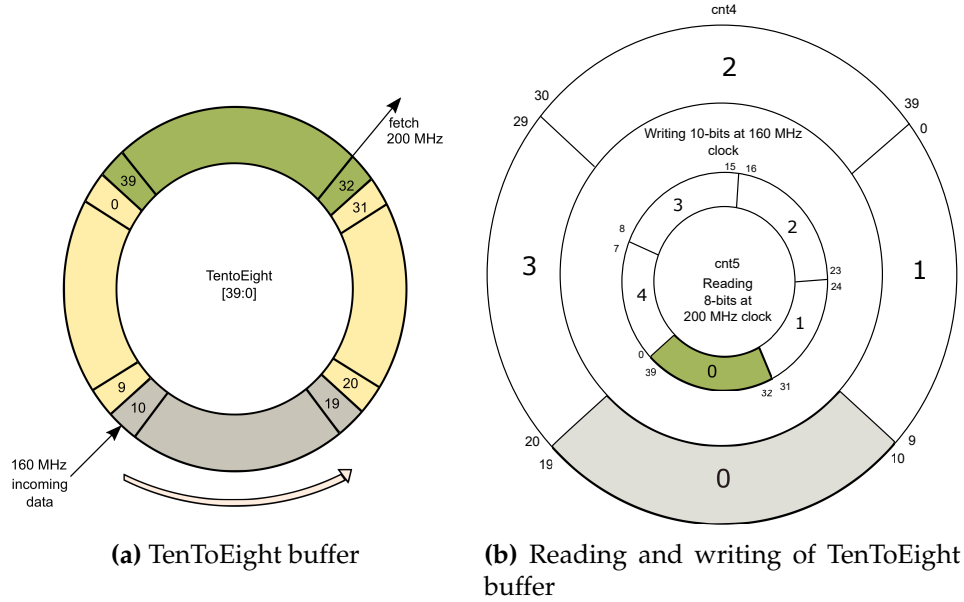 fetch
200 MHz
39
32
0
31
TentoEight
[39:0]
9
20
10
19
160 MHz
incoming
data
(a) TenToEight buffer
cnt4
2
30
39
29
0
Writing 10-bits at 160 MHz
clock
15 16
3
2
8
7
3
1
cnt5
Reading
8-bits at
200 MHz clock
23
24
4
1
0
39
0
32
31
20
19
9
10
0
(b) Reading and writing of TenToEight
buffer